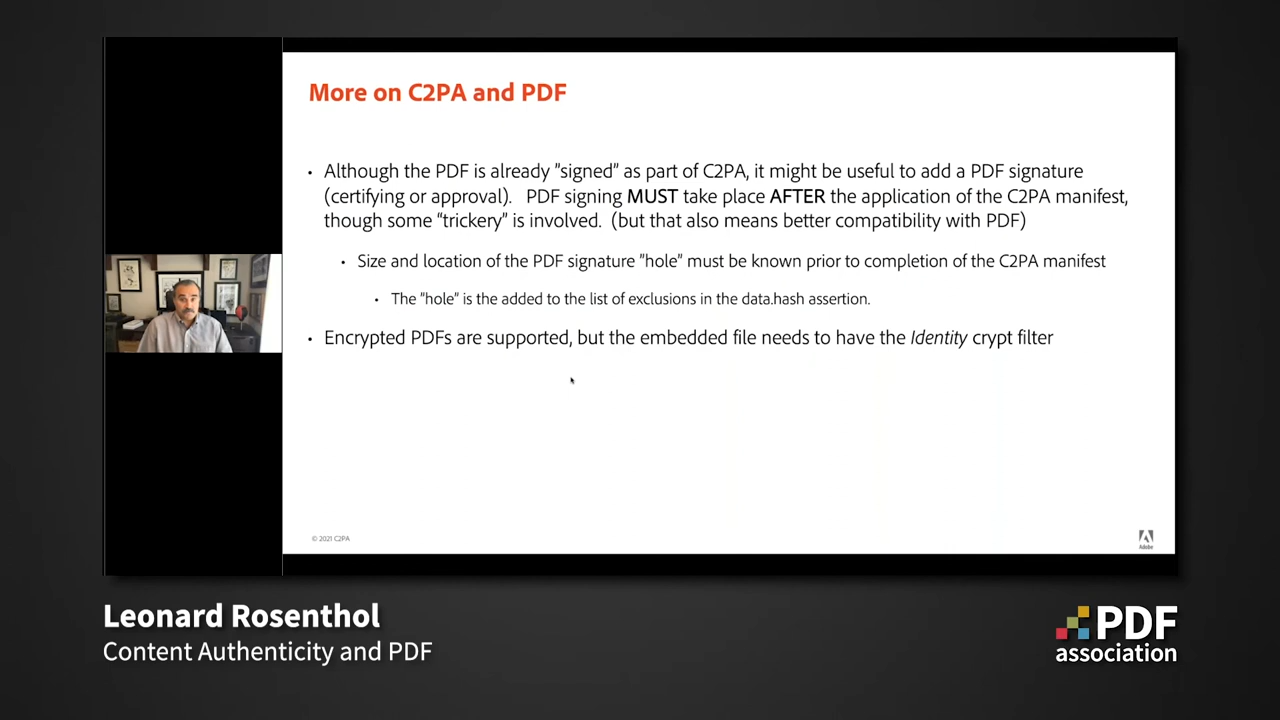 More on C2PA and PDF
• Although the PDF is already ”signed” as part of C2PA, it might be useful to add a PDF signature
(certifying or approval). PDF signing MUST take place AFTER the application of the C2PA manifest,
though some “trickery” is involved. (but that also means better compatibility with PDF)
• Size and location of the PDF signature ”hole” must be known prior to completion of the C2PA manifest
• The ”hole” is the added to the list of exclusions in the data.hash assertion.
• Encrypted PDFs are supported, but the embedded file needs to have the Identity crypt filter
© 2021 C2PA
Adobe
Leonard Rosenthol
Content Authenticity and PDF
PDF
association